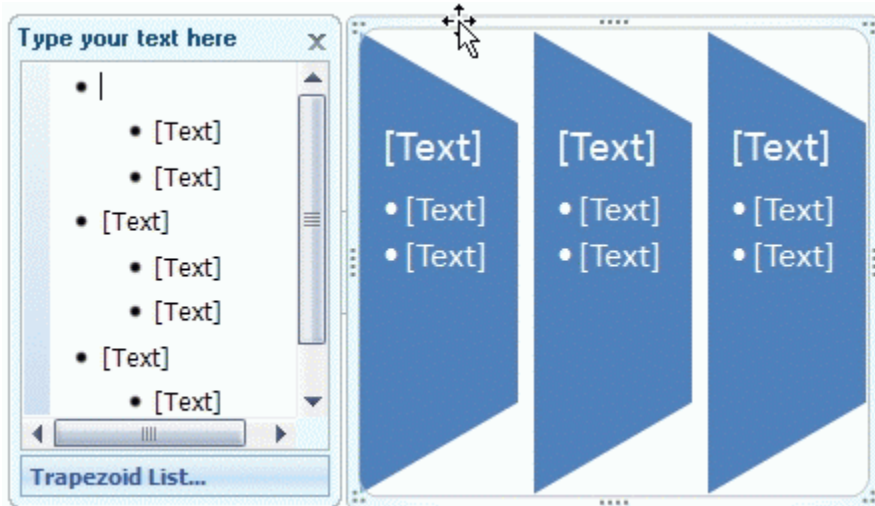 Type your text here
[Text]
[Text]
[Text]
[Text]
[Text]
[Text]
[Text]
Trapezoid List...
[Text] [Text] [Text]
• [Text] • [Text] • [Text]
• [Text] • [Text] • [Text]